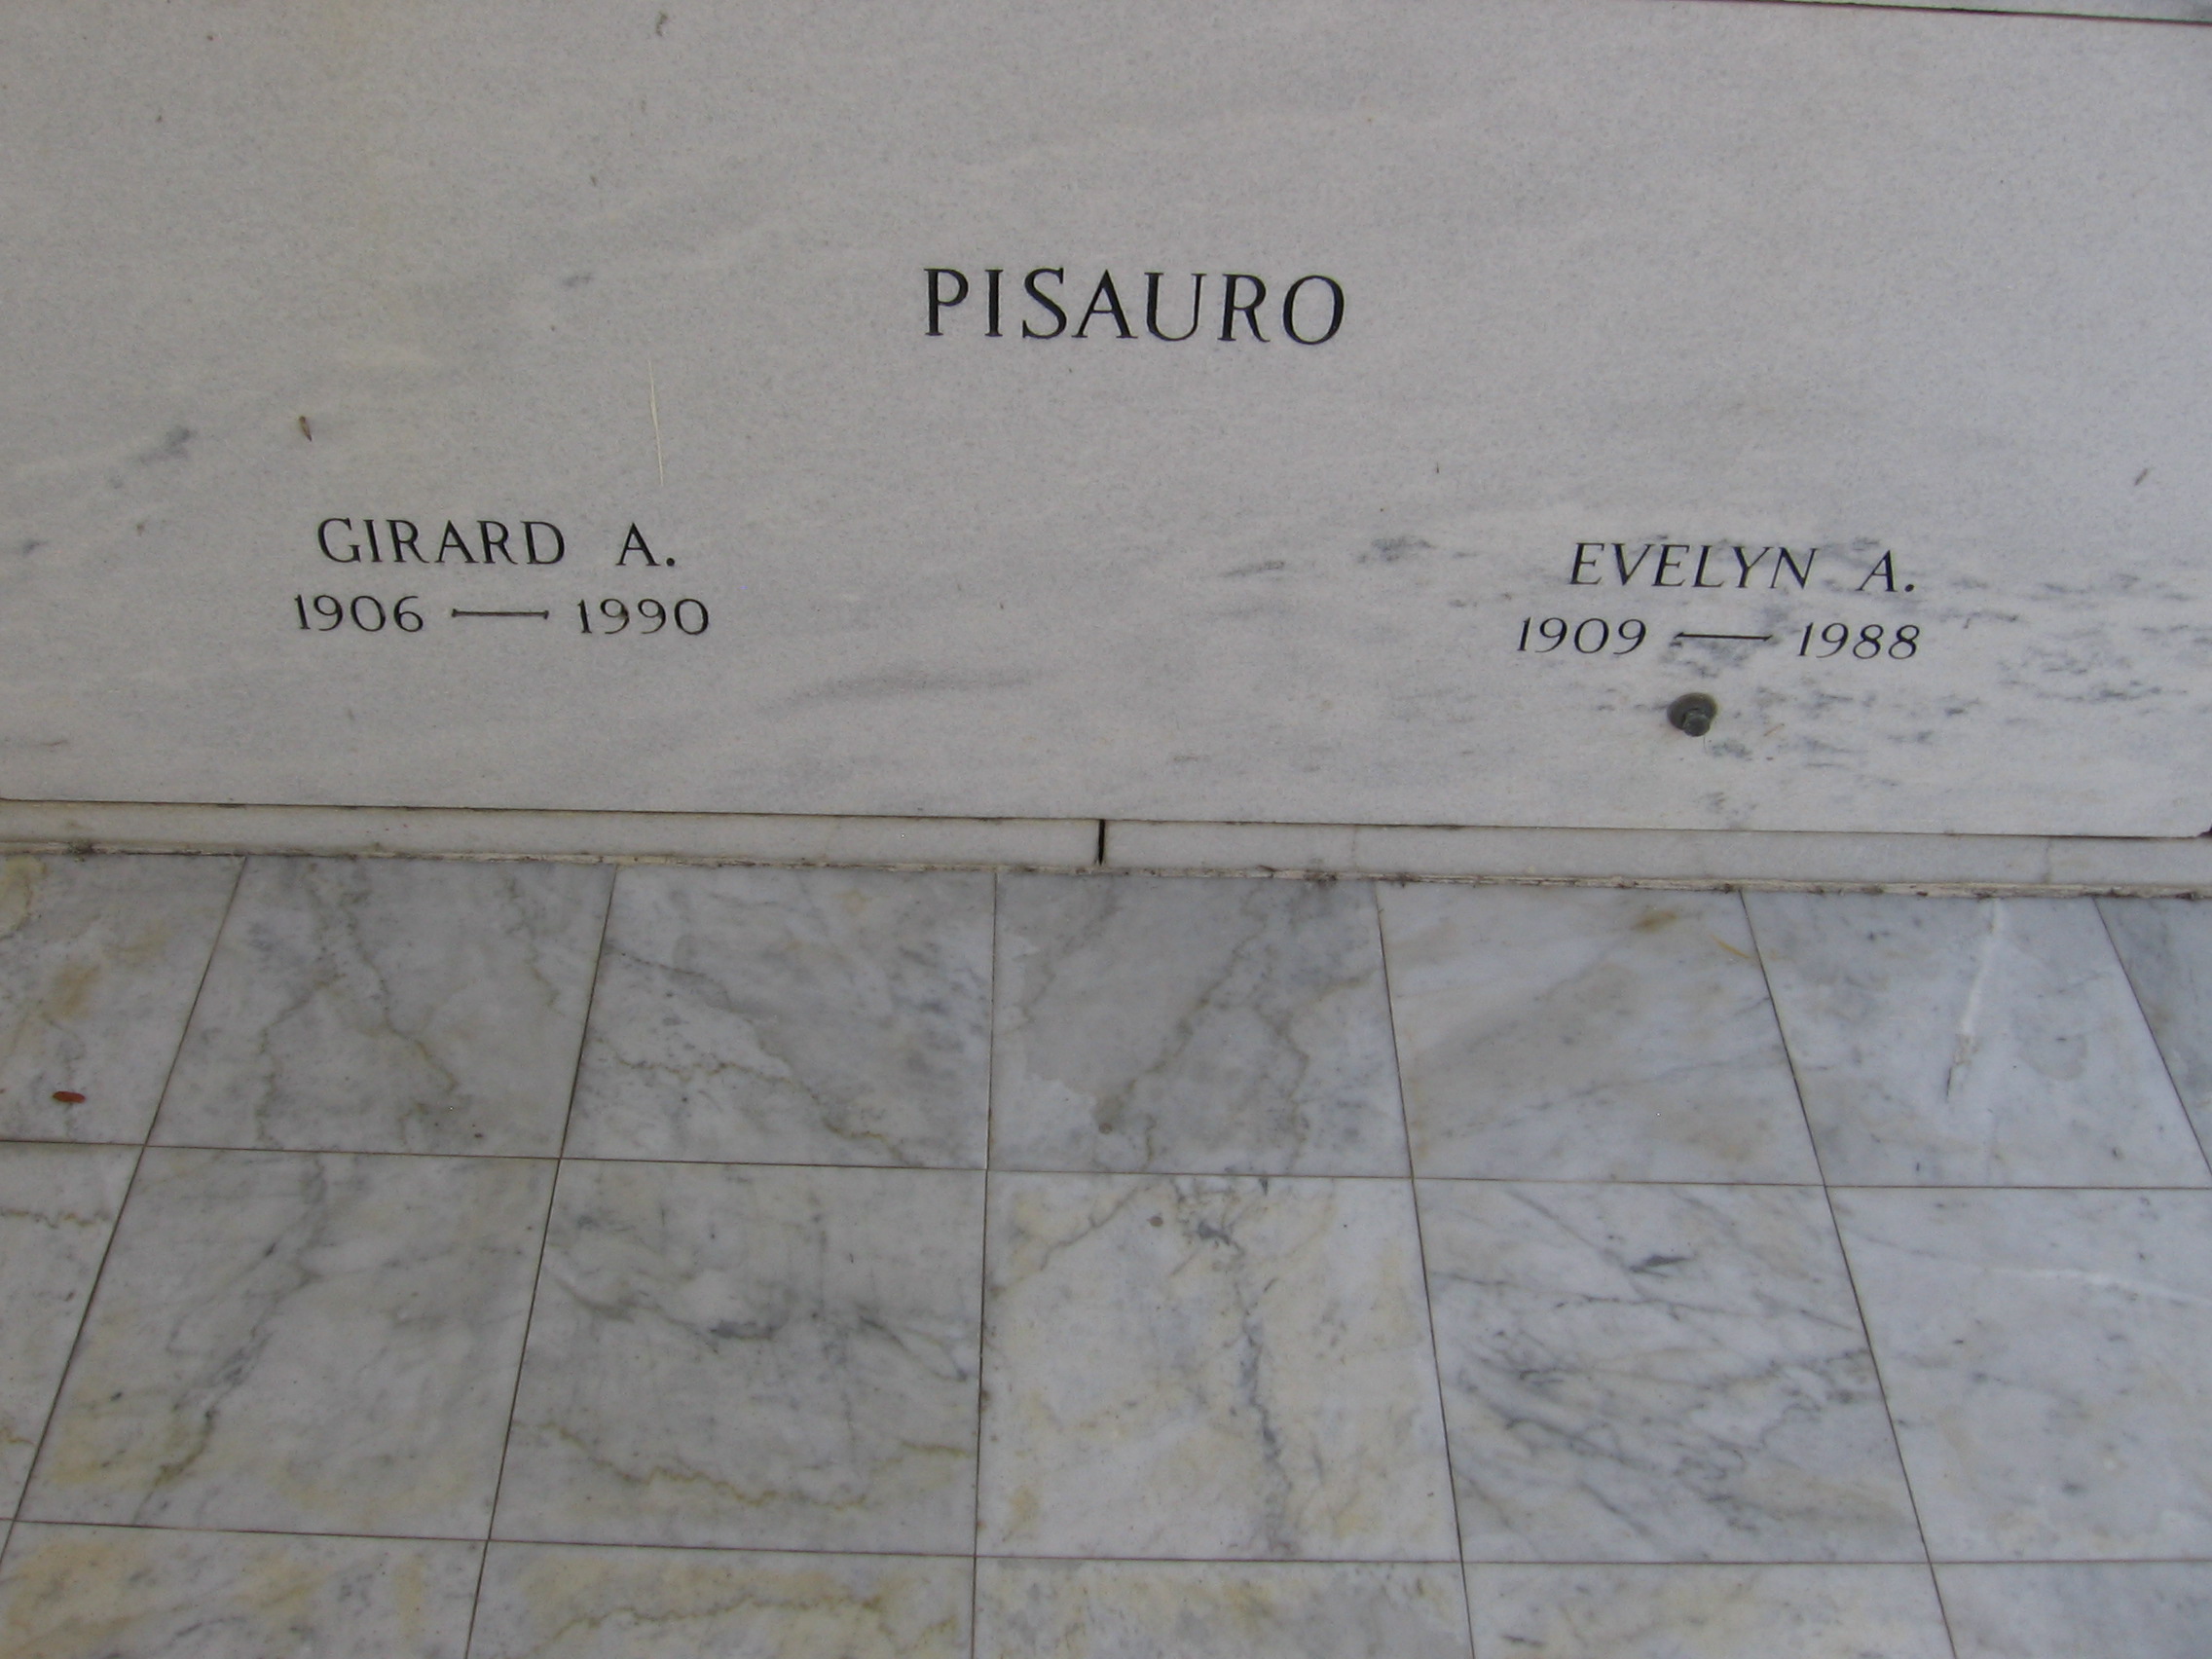 PISAURO
GIRARD A.
1906 — 1990
EVELYN A.
1909 — 1988